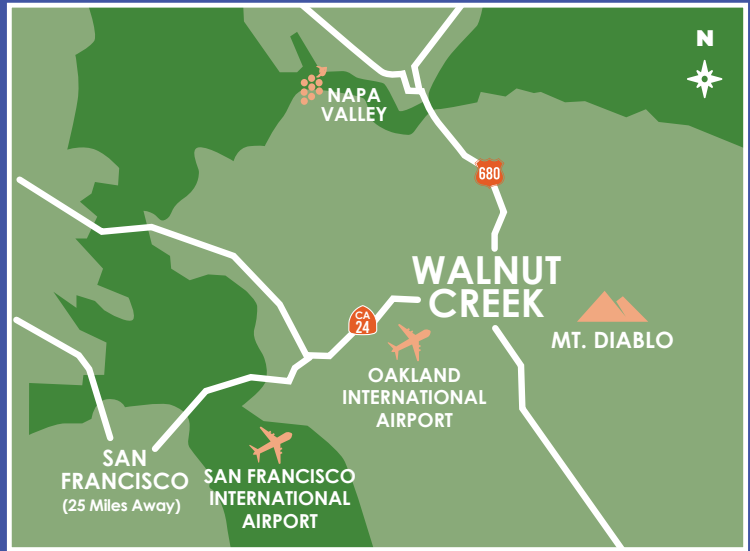 N
NAPA
VALLEY
680
WALNUT
CREEK
CA
24
MT. DIABLO
OAKLAND
INTERNATIONAL
AIRPORT
SAN
FRANCISCO
(25 Miles Away)
SAN FRANCISCO
INTERNATIONAL
AIRPORT